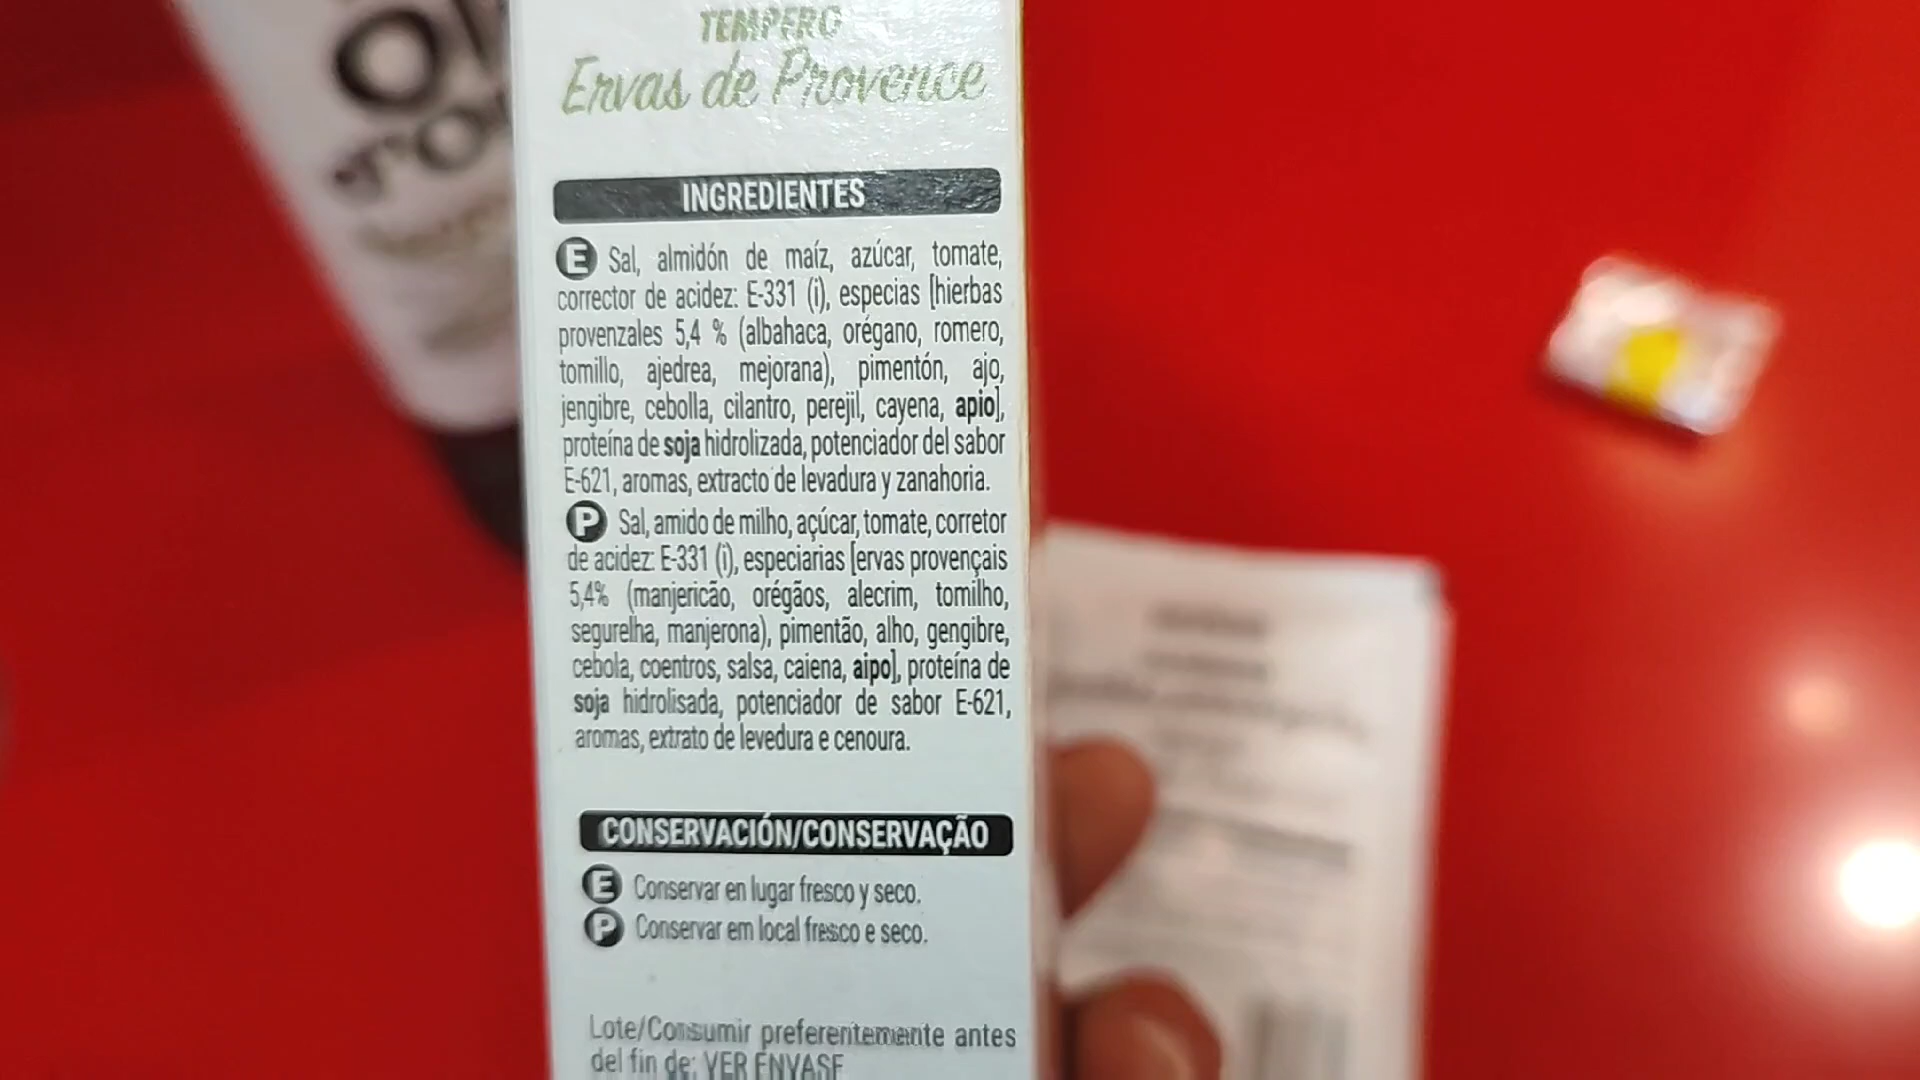 TEMPERO
Ervas de Provence
INGREDIENTES
E Sal, almidón de maíz, azúcar, tomate,
corrector de acidez: E-331 (i), especias [hierbas
provenzales 5,4 % (albahaca, orégano, romero,
tomillo, ajedrea, mejorana), pimentón, ajo,
jengibre, cebolla, cilantro, perejil, cayena, apio],
proteína de soja hidrolizada, potenciador del sabor
E-621, aromas, extracto de levadura y zanahoria.
P Sal, amido de milho, açúcar, tomate, corretor
de acidez: E-331 (i), especiarias [ervas provençais
5,4% (manjericão, orégãos, alecrim, tomilho,
segurelha, manjerona), pimentão, alho, gengibre,
cebola, coentros, salsa, caiena, aipo], proteína de
soja hidrolisada, potenciador de sabor E-621,
aromas, extrato de levedura e cenoura.
CONSERVACIÓN/CONSERVAÇÃO
E Conservar en lugar fresco y seco.
P Conservar em local fresco e seco.
Lote/Consumir preferentemente antes
del fin de: VER ENVASE